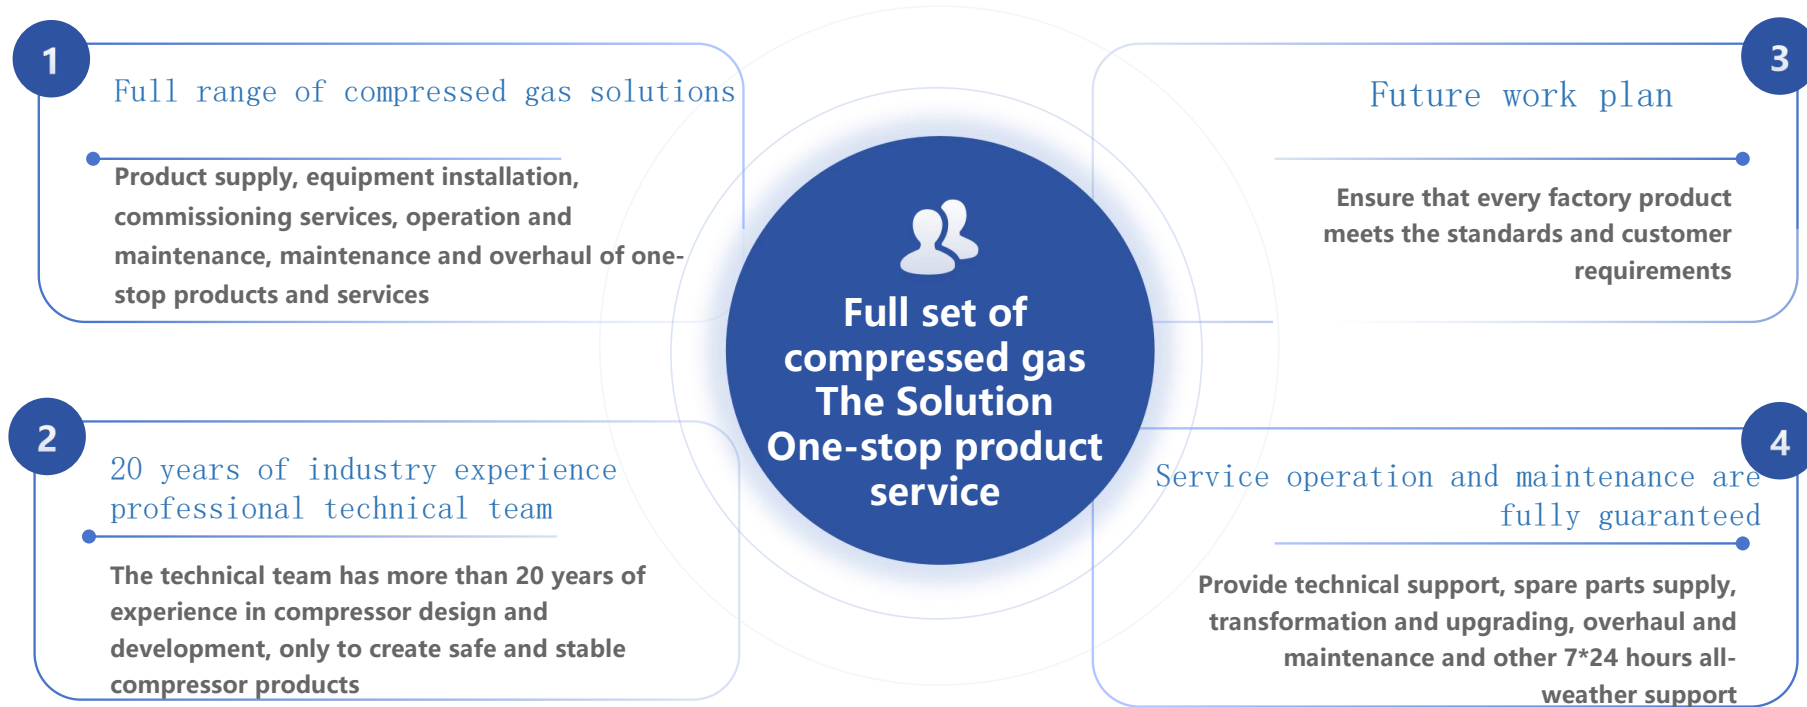 1
Full range of compressed gas solutions
Product supply, equipment installation,
commissioning services, operation and
maintenance, maintenance and overhaul of one-
stop products and services
2
20 years of industry experience
professional technical team
The technical team has more than 20 years of
experience in compressor design and
development, only to create safe and stable
compressor products
Full set of
compressed gas
The Solution
One-stop product
service
3
Future work plan
Ensure that every factory product
meets the standards and customer
requirements
4
Service operation and maintenance are
fully guaranteed
Provide technical support, spare parts supply,
transformation and upgrading, overhaul and
maintenance and other 7*24 hours all-
weather support